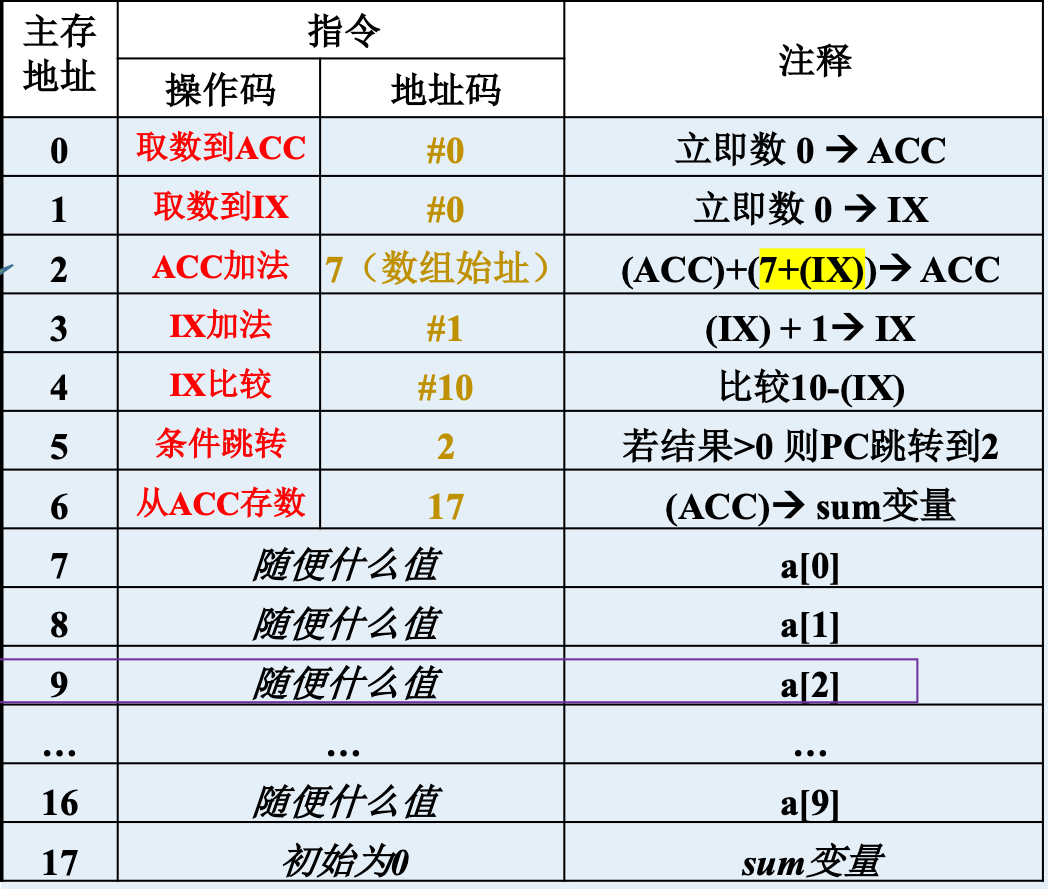 主存地址 指令 注释
操作码 地址码
0 取数到ACC #0 立即数 0 → ACC
1 取数到IX #0 立即数 0 → IX
2 ACC加法 7（数组始址） (ACC)+(7+(IX))→ ACC
3 IX加法 #1 (IX) + 1→ IX
4 IX比较 #10 比较10-(IX)
5 条件跳转 2 若结果>0 则PC跳转到2
6 从ACC存数 17 (ACC)→ sum变量
7 随便什么值 a[0]
8 随便什么值 a[1]
9 随便什么值 a[2]
… … …
16 随便什么值 a[9]
17 初始为0 sum变量